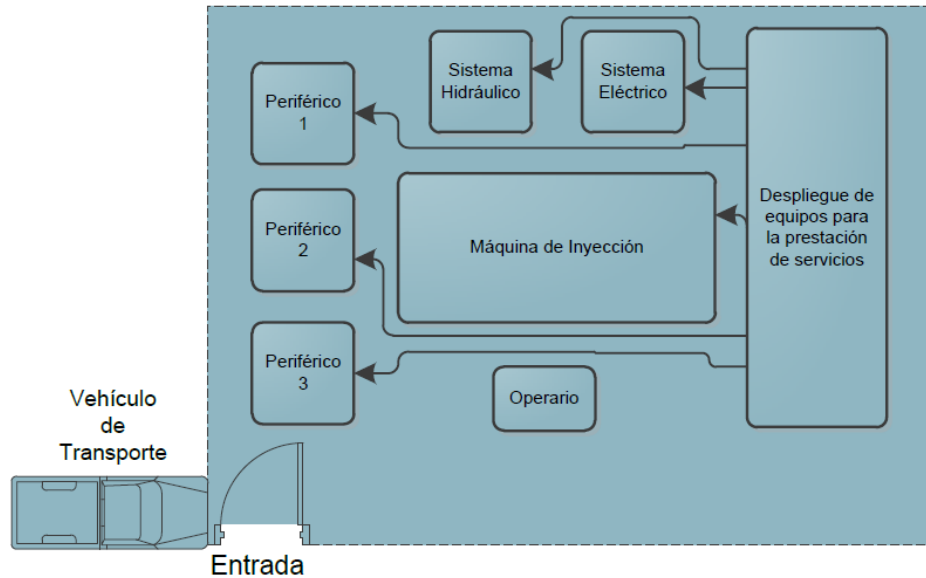 Sistema
Hidráulico
Sistema
Eléctrico
Periférico
1
Despliegue de
equipos para
la prestación
de servicios
Periférico
2
Máquina de Inyección
Periférico
3
Operario
Vehículo
de
Transporte
Entrada